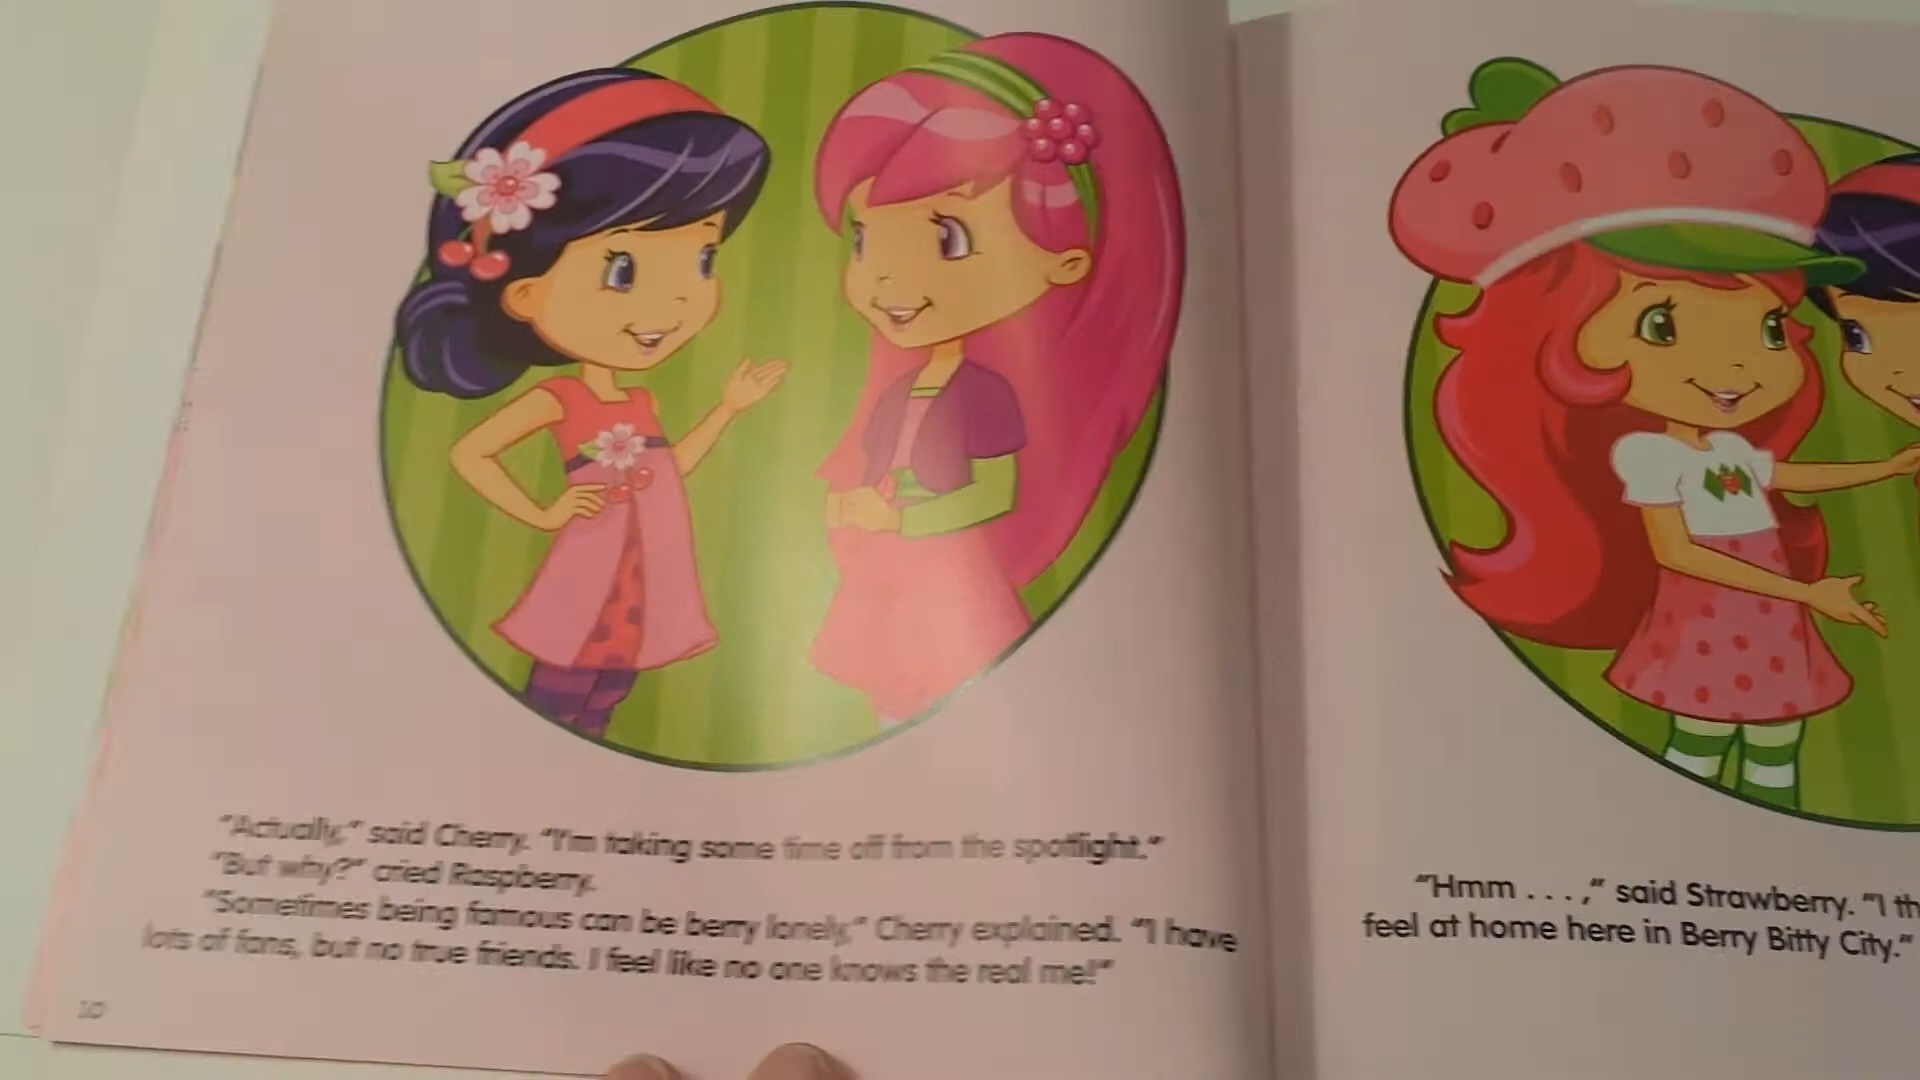 "Actually," said Cherry. "I'm taking some time off from the spotlight."
"But why?" cried Raspberry.
"Sometimes being famous can be berry lonely," Cherry explained. "I have
lots of fans, but no true friends. I feel like no one knows the real me!"
10
"Hmm . . . ," said Strawberry. "I th
feel at home here in Berry Bitty City."